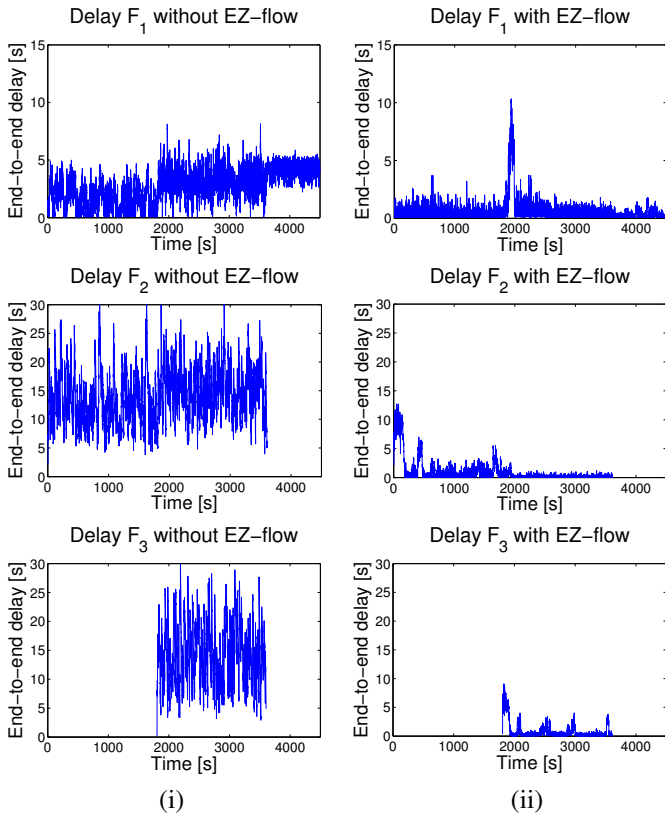 Delay F1 without EZ-flow
Delay F1 with EZ-flow
End-to-end delay [s]
15
10
5
0
0 1000 2000 3000 4000
Time [s]
End-to-end delay [s]
15
10
5
0
0 1000 2000 3000 4000
Time [s]
Delay F2 without EZ-flow
Delay F2 with EZ-flow
End-to-end delay [s]
30
25
20
15
10
5
0
0 1000 2000 3000 4000
Time [s]
End-to-end delay [s]
30
25
20
15
10
5
0
0 1000 2000 3000 4000
Time [s]
Delay F3 without EZ-flow
Delay F3 with EZ-flow
End-to-end delay [s]
30
25
20
15
10
5
0
0 1000 2000 3000 4000
Time [s]
End-to-end delay [s]
30
25
20
15
10
5
0
0 1000 2000 3000 4000
Time [s]
(i)
(ii)